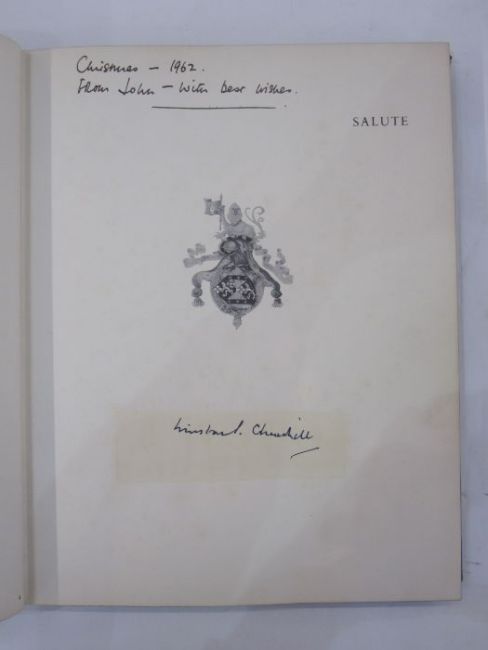 Christmas - 1962.
From John - With best wishes.
SALUTE
Winston S. Churchill